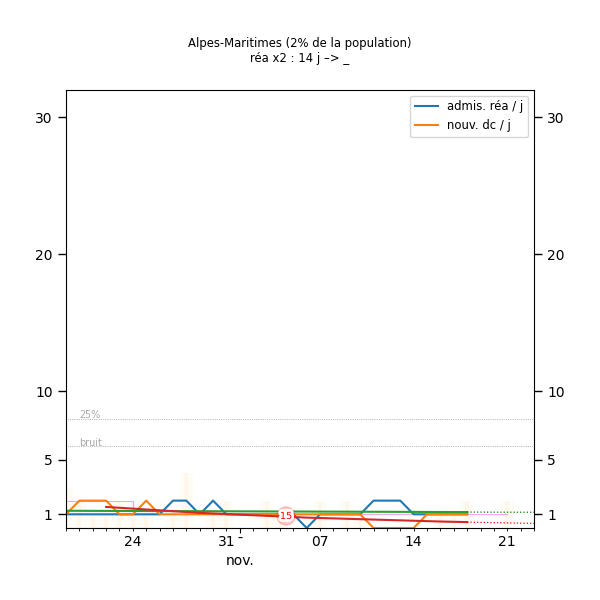 Alpes-Maritimes (2% de la population)
réa x2 : 14 j –> _
admis. réa / j
nouv. dc / j
30 30
20 20
10 10
25%
bruit
5 5
1 1
15
24 31 - 07 14 21
nov.